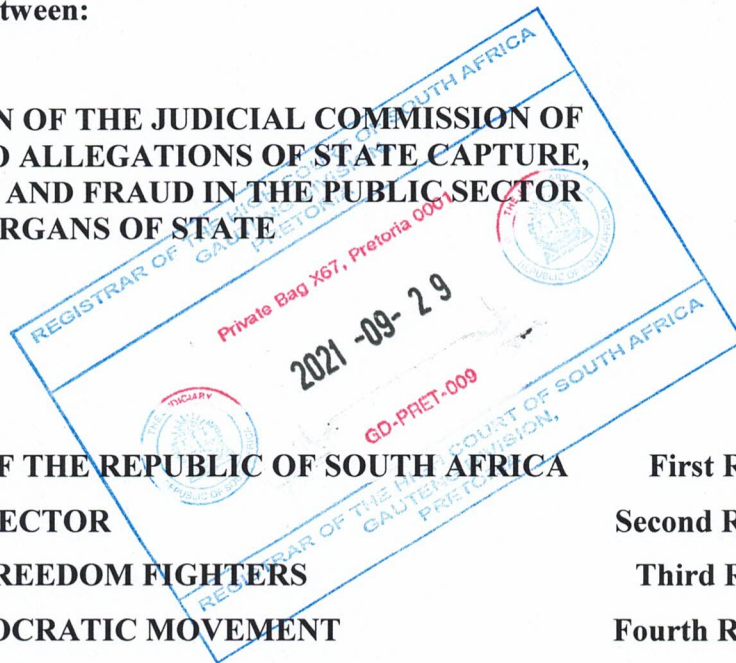 tween:
N OF THE JUDICIAL COMMISSION OF
D ALLEGATIONS OF STATE CAPTURE,
AND FRAUD IN THE PUBLIC SECTOR
RGANS OF STATE
REGISTRAR OF THE HIGH COURT OF SOUTH AFRICA
GAUTENG DIVISION
PRETORIA
Private Bag X67, Pretoria 0001
2021 -09- 2 9
GD-PRET-009
REGISTRAR OF THE HIGH COURT OF SOUTH AFRICA
GAUTENG DIVISION,
PRETORIA
F THE REPUBLIC OF SOUTH AFRICA First R
ECTOR Second R
REEDOM FIGHTERS Third R
OCRATIC MOVEMENT Fourth R